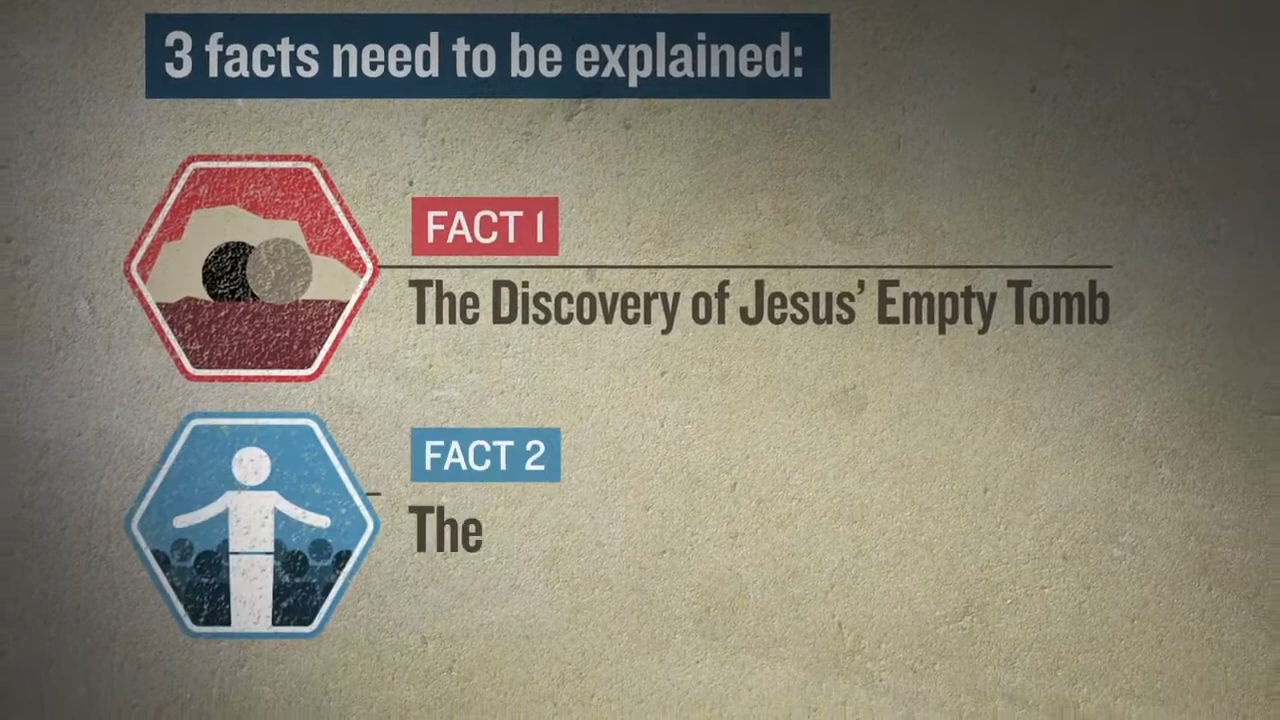 3 facts need to be explained:
FACT 1
The Discovery of Jesus’ Empty Tomb
FACT 2
The